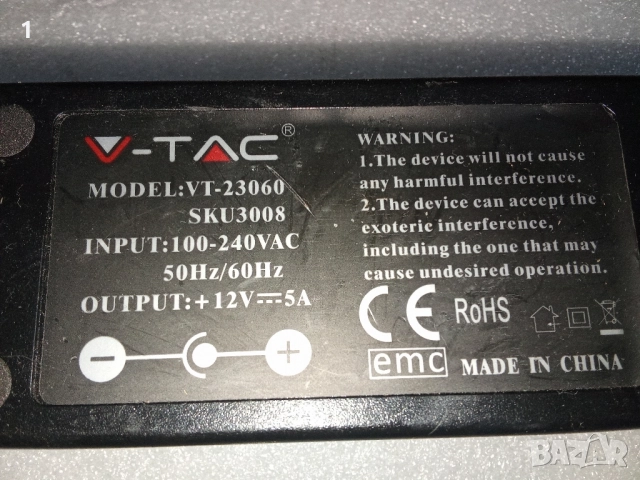 1
V-TAC®
MODEL:VT-23060
SKU3008
INPUT:100-240VAC
50Hz/60Hz
OUTPUT:+12V⎓5A
WARNING:
1.The device will not cause
any harmful interference.
2.The device can accept the
exoteric interference,
including the one that may
cause undesired operation.
CE RoHS
emc MADE IN CHINA
BAZAR